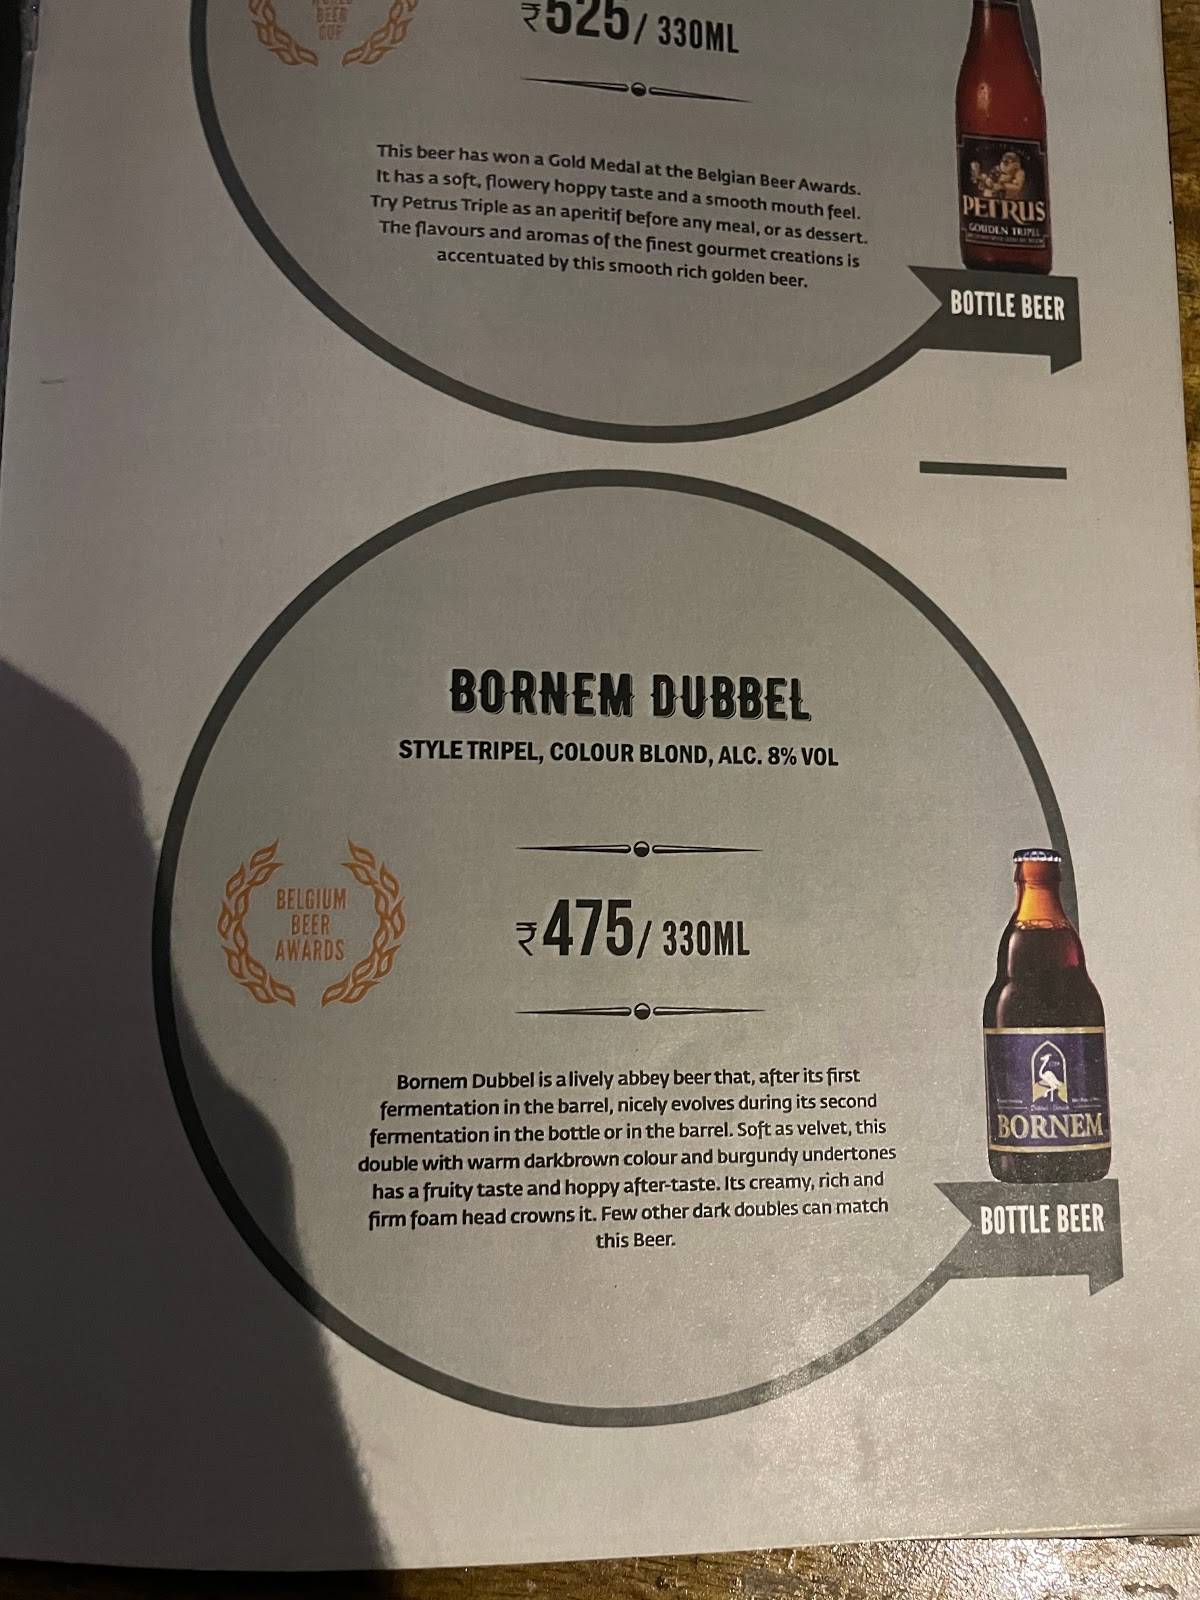 WORLD
BEER
CUP
₹525/ 330ML
This beer has won a Gold Medal at the Belgian Beer Awards.
It has a soft, flowery hoppy taste and a smooth mouth feel.
Try Petrus Triple as an aperitif before any meal, or as dessert.
The flavours and aromas of the finest gourmet creations is
accentuated by this smooth rich golden beer.
PETRUS
GOUDEN TRIPEL
BOTTLE BEER
BORNEM DUBBEL
STYLE TRIPEL, COLOUR BLOND, ALC. 8% VOL
BELGIUM
BEER
AWARDS
₹475/ 330ML
Bornem Dubbel is a lively abbey beer that, after its first
fermentation in the barrel, nicely evolves during its second
fermentation in the bottle or in the barrel. Soft as velvet, this
double with warm darkbrown colour and burgundy undertones
has a fruity taste and hoppy after-taste. Its creamy, rich and
firm foam head crowns it. Few other dark doubles can match
this Beer.
BORNEM
BOTTLE BEER